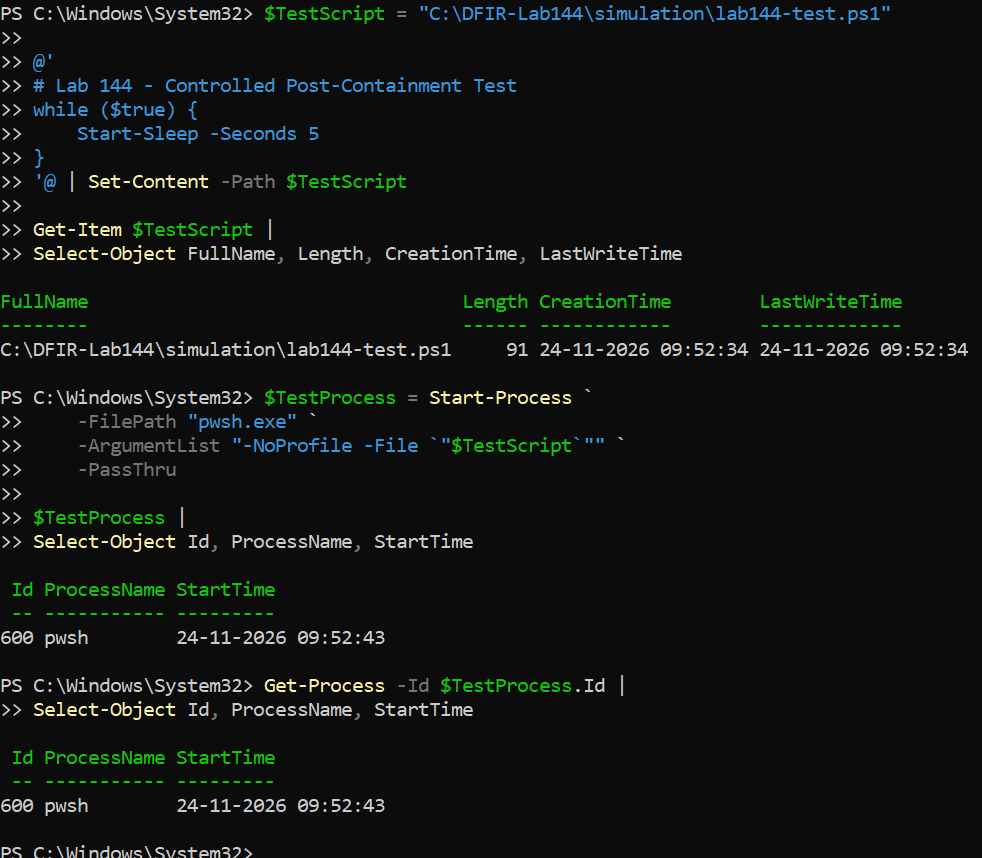 PS C:\Windows\System32> $TestScript = "C:\DFIR-Lab144\simulation\lab144-test.ps1"
>>
>> @'
>> # Lab 144 - Controlled Post-Containment Test
>> while ($true) {
>>     Start-Sleep -Seconds 5
>> }
>> '@ | Set-Content -Path $TestScript
>>
>> Get-Item $TestScript |
>> Select-Object FullName, Length, CreationTime, LastWriteTime

FullName                                  Length CreationTime        LastWriteTime
--------                                  ------ ------------        -------------
C:\DFIR-Lab144\simulation\lab144-test.ps1     91 24-11-2026 09:52:34 24-11-2026 09:52:34

PS C:\Windows\System32> $TestProcess = Start-Process `
>>     -FilePath "pwsh.exe" `
>>     -ArgumentList "-NoProfile -File `"$TestScript`"" `
>>     -PassThru
>>
>> $TestProcess |
>> Select-Object Id, ProcessName, StartTime

 Id ProcessName StartTime
 -- ----------- ---------
600 pwsh        24-11-2026 09:52:43

PS C:\Windows\System32> Get-Process -Id $TestProcess.Id |
>> Select-Object Id, ProcessName, StartTime

 Id ProcessName StartTime
 -- ----------- ---------
600 pwsh        24-11-2026 09:52:43

PS C:\Windows\System32>